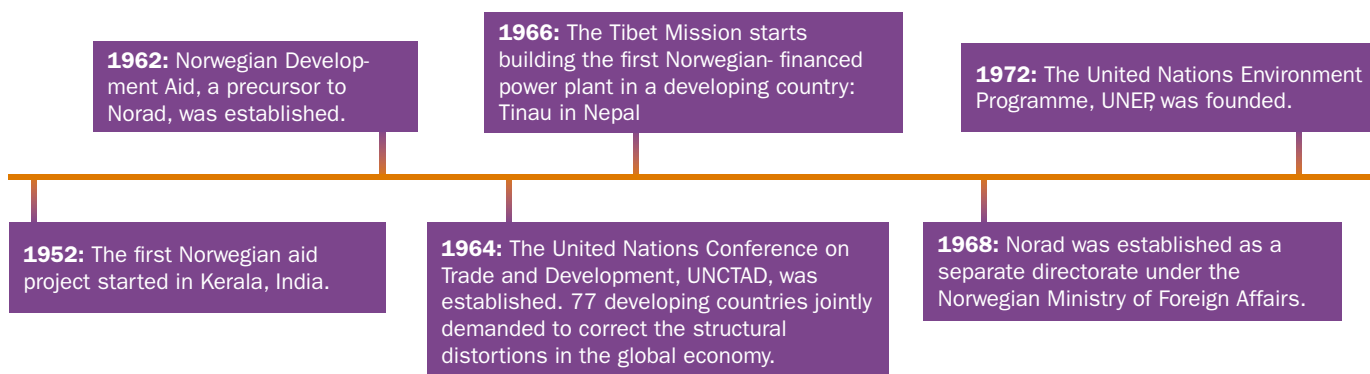 1962: Norwegian Develop-
ment Aid, a precursor to
Norad, was established.
1966: The Tibet Mission starts
building the first Norwegian- financed
power plant in a developing country:
Tinau in Nepal
1972: The United Nations Environment
Programme, UNEP, was founded.
1952: The first Norwegian aid
project started in Kerala, India.
1964: The United Nations Conference on
Trade and Development, UNCTAD, was
established. 77 developing countries jointly
demanded to correct the structural
distortions in the global economy.
1968: Norad was established as a
separate directorate under the
Norwegian Ministry of Foreign Affairs.